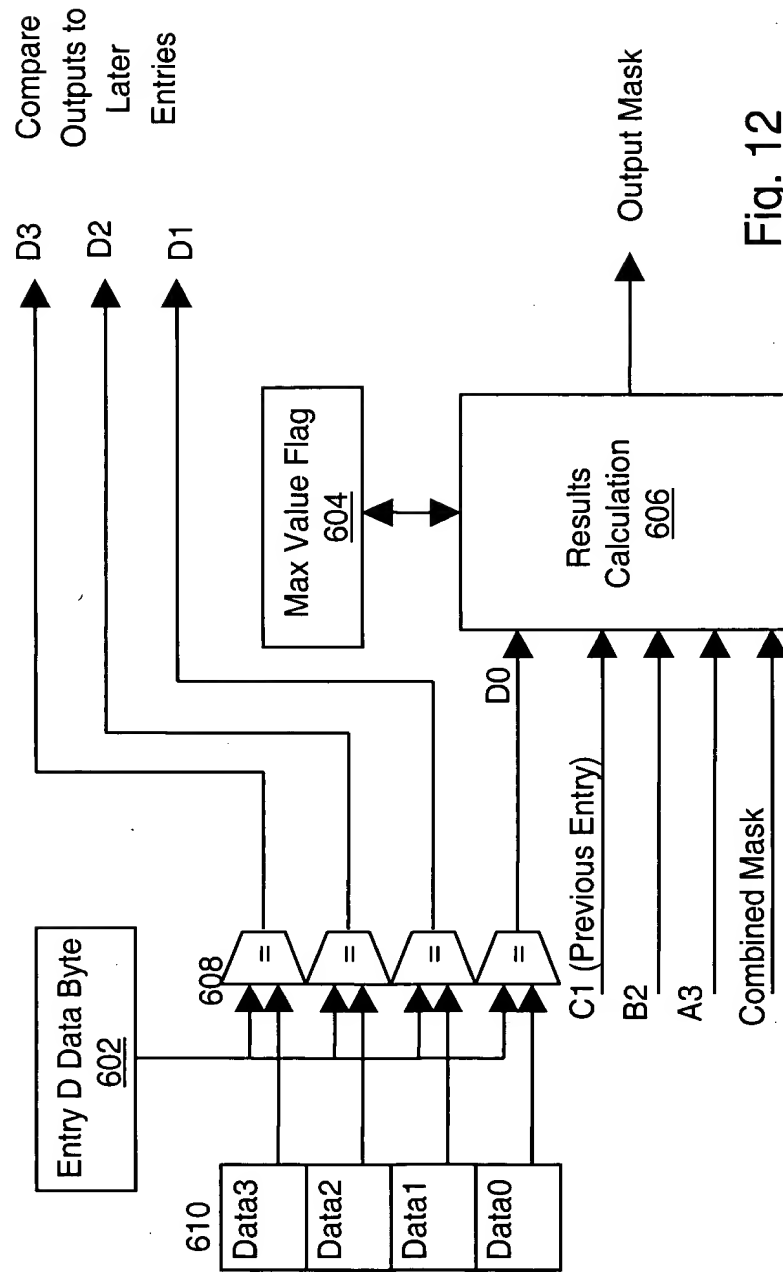 Entry D Data Byte
602
610
Data3
Data2
Data1
Data0
608
=
=
=
=
D3
D2
D1
Compare
Outputs to
Later
Entries
Max Value Flag
604
D0
C1 (Previous Entry)
B2
A3
Combined Mask
Results
Calculation
606
Output Mask
Fig. 12